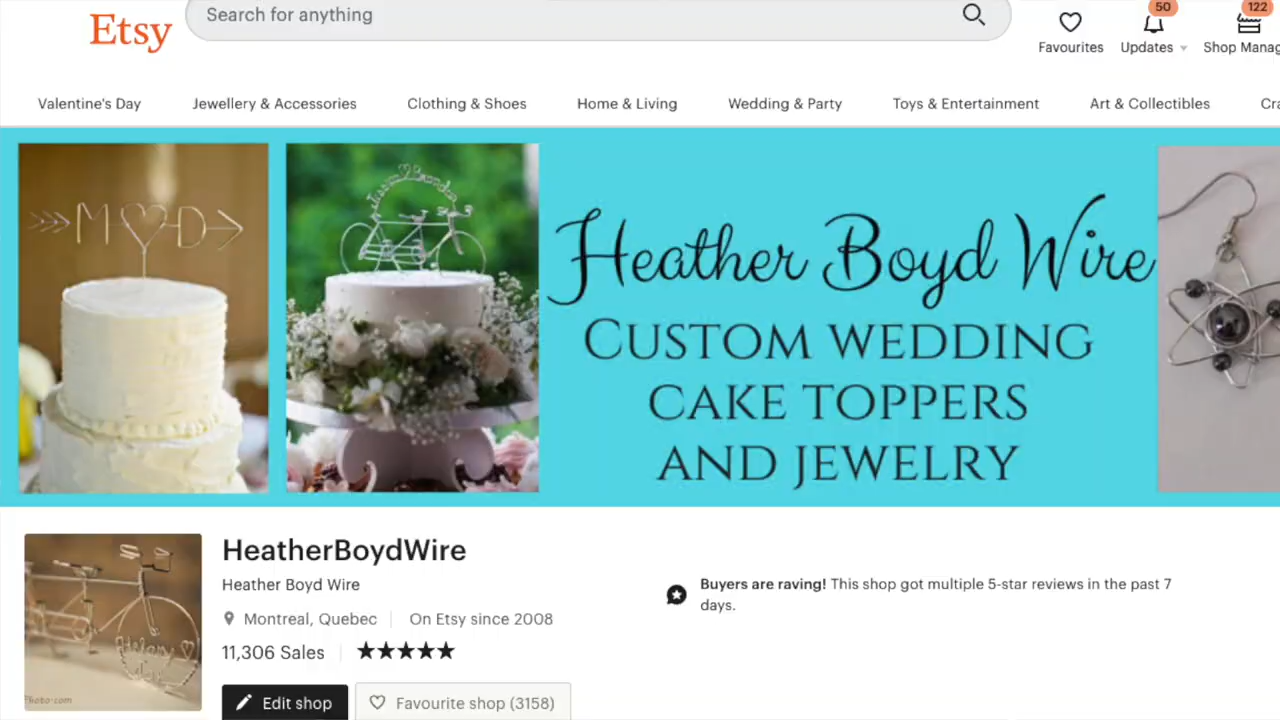 Etsy
Search for anything
50
122
Favourites
Updates
Shop Manag
Valentine's Day
Jewellery & Accessories
Clothing & Shoes
Home & Living
Wedding & Party
Toys & Entertainment
Art & Collectibles
Cra
M D
Jessica Brandon
Heather Boyd Wire
CUSTOM WEDDING
CAKE TOPPERS
AND JEWELRY
HeatherBoydWire
Heather Boyd Wire
Montreal, Quebec
On Etsy since 2008
11,306 Sales
Buyers are raving! This shop got multiple 5-star reviews in the past 7
days.
Edit shop
Favourite shop (3158)